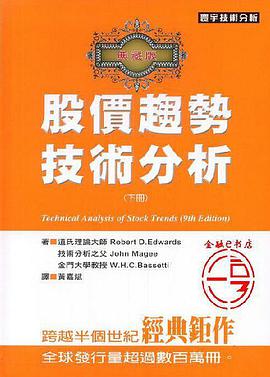 寰宇技術分析
典藏版
股價趨勢
技術分析
(下冊)
Technical Analysis of Stock Trends (9th Edition)
著 道氏理論大師 Robert D.Edwards
技術分析之父 John Magee
金門大學教授 W.H.C.Bassetti
譯 黃嘉斌
金融e书店
跨越半個世紀 經典鉅作
全球發行量超過數百萬冊。